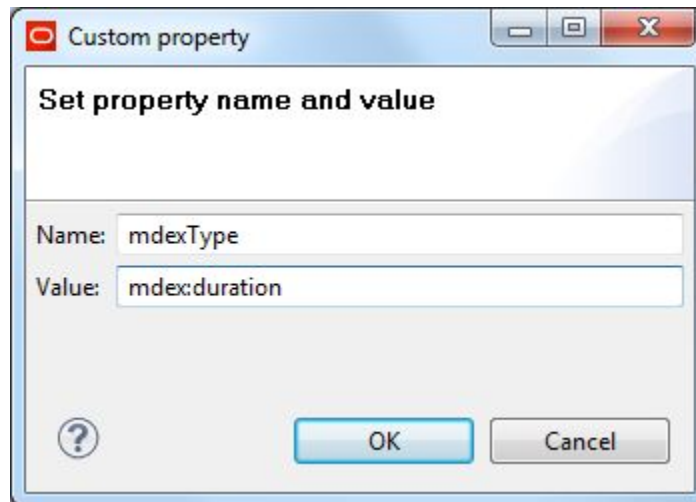 Custom property
Set property name and value
Name: mdexType
Value: mdex:duration
? OK Cancel